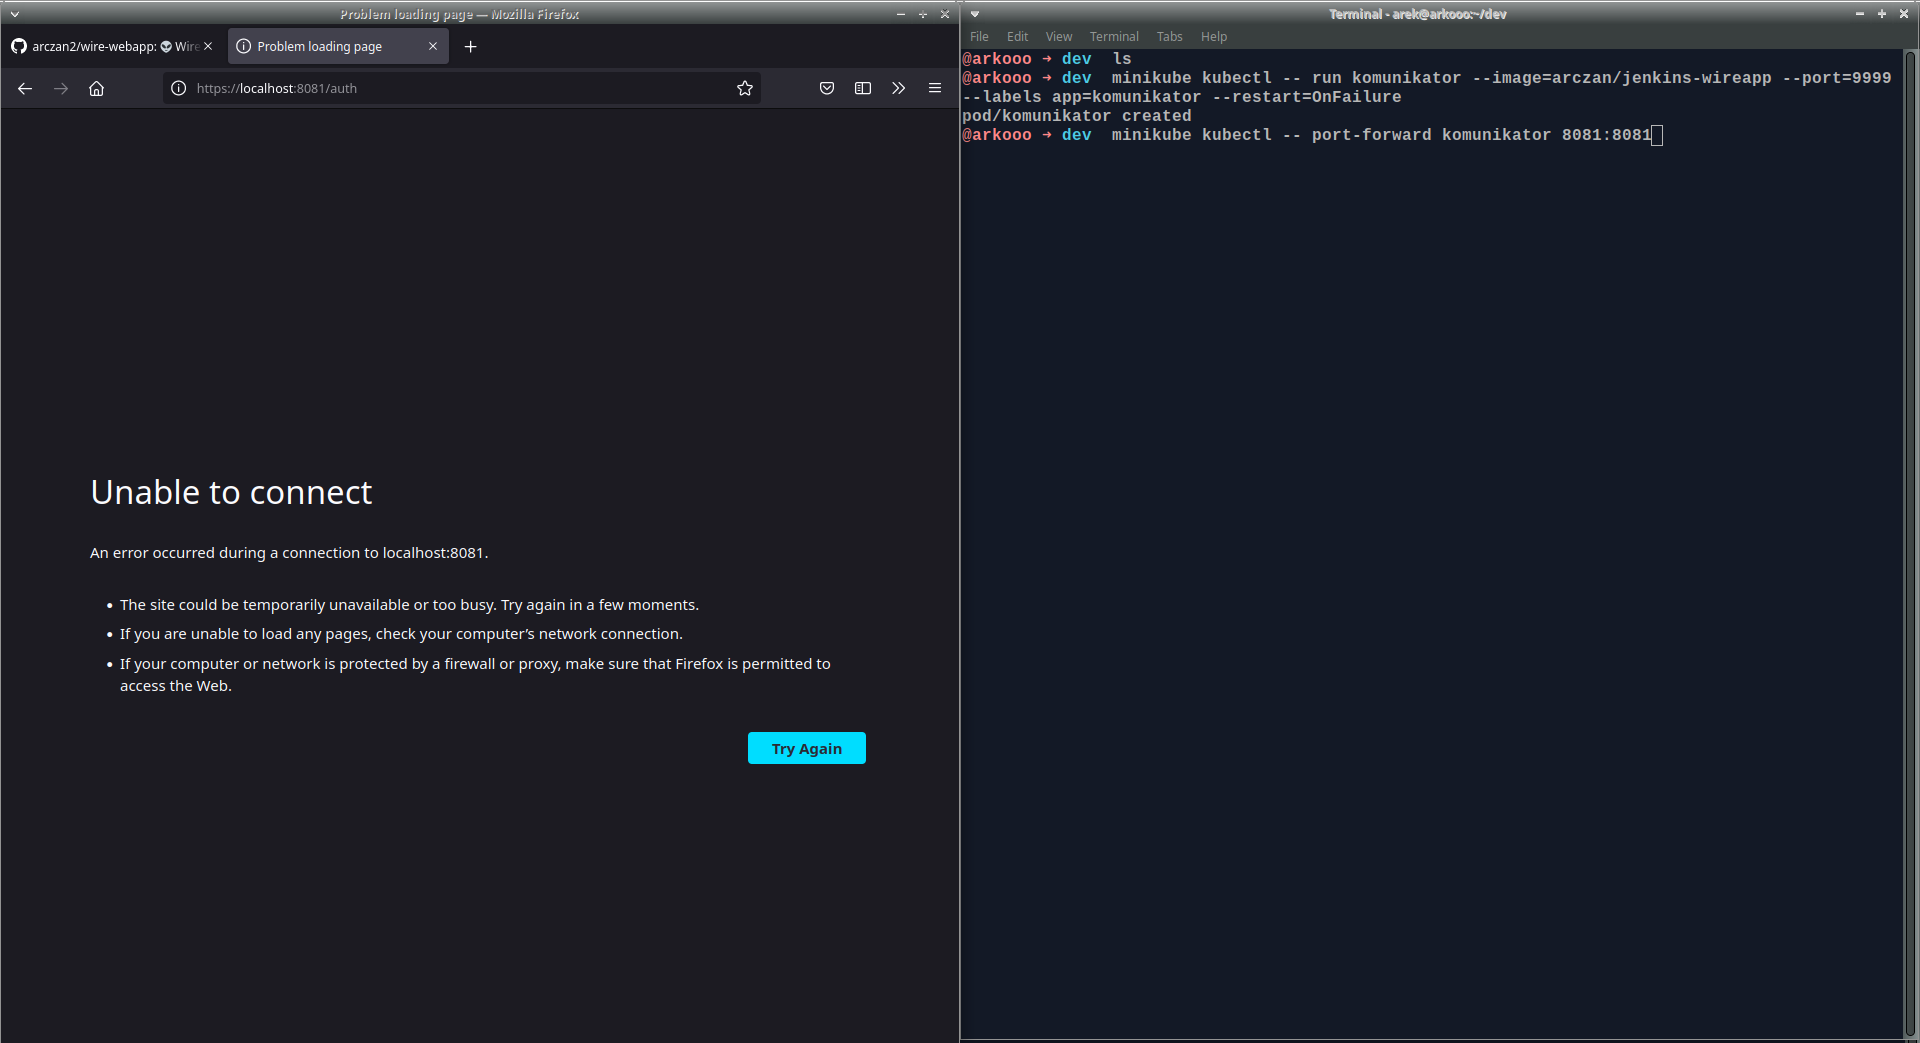 Problem loading page — Mozilla Firefox
arczan2/wire-webapp: 👽 Wire
Problem loading page
https://localhost:8081/auth
Unable to connect
An error occurred during a connection to localhost:8081.
• The site could be temporarily unavailable or too busy. Try again in a few moments.
• If you are unable to load any pages, check your computer’s network connection.
• If your computer or network is protected by a firewall or proxy, make sure that Firefox is permitted to
access the Web.
Try Again
Terminal - arek@arkooo:~/dev
File Edit View Terminal Tabs Help
@arkooo ➜ dev ls
@arkooo ➜ dev minikube kubectl -- run komunikator --image=arczan/jenkins-wireapp --port=9999
--labels app=komunikator --restart=OnFailure
pod/komunikator created
@arkooo ➜ dev minikube kubectl -- port-forward komunikator 8081:8081